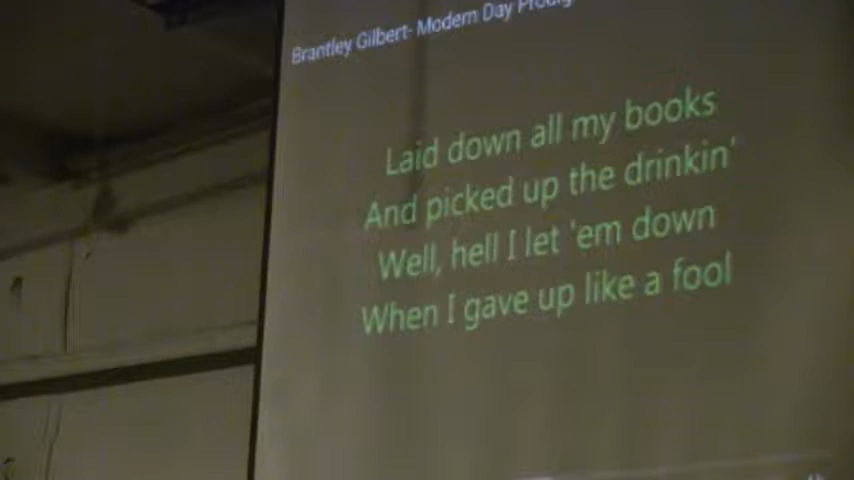 Brantley Gilbert- Modern Day
Laid down all my books
And picked up the drinkin'
Well, hell I let 'em down
When I gave up like a fool